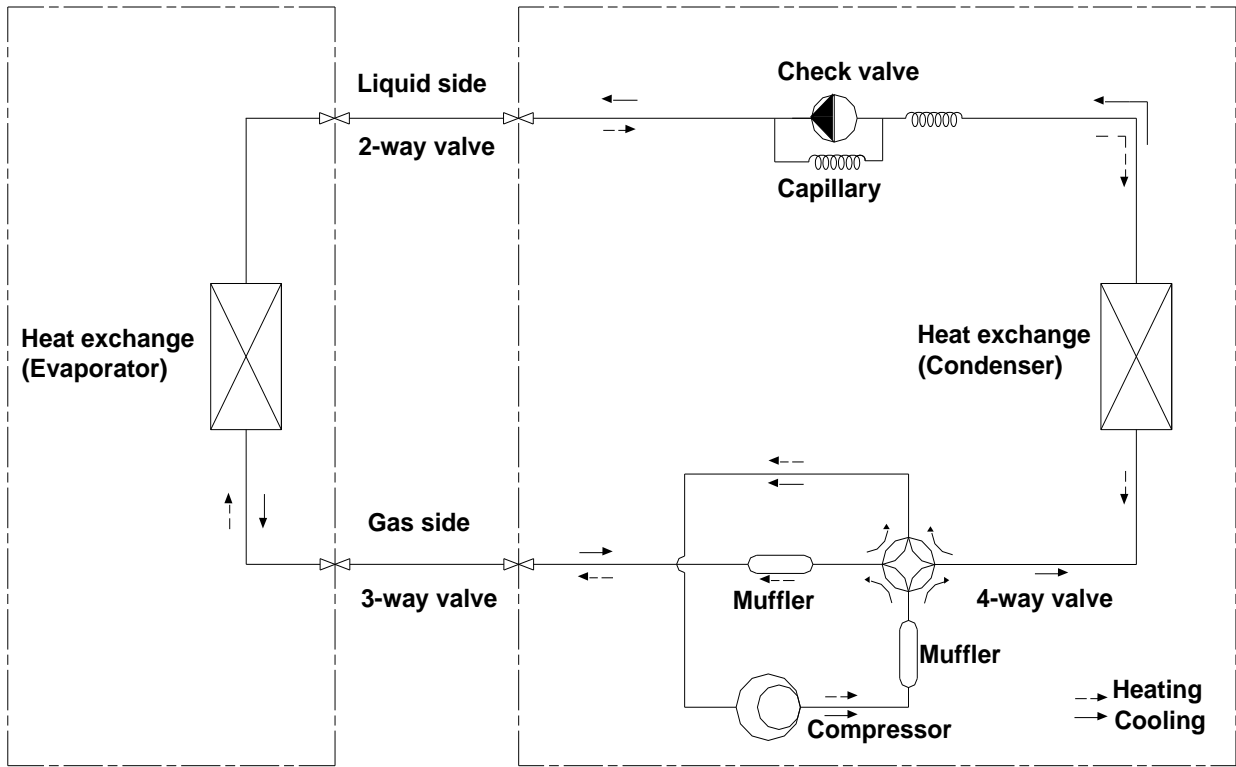 Check valve
Liquid side
2-way valve
Capillary
Heat exchange
(Evaporator)
Heat exchange
(Condenser)
Gas side
3-way valve
Muffler
4-way valve
Muffler
Compressor
Heating
Cooling